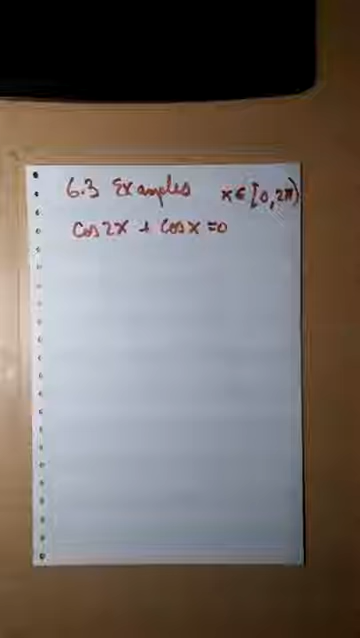 6.3 Examples x ∈ [0, 2π)
Cos 2x + Cos x = 0